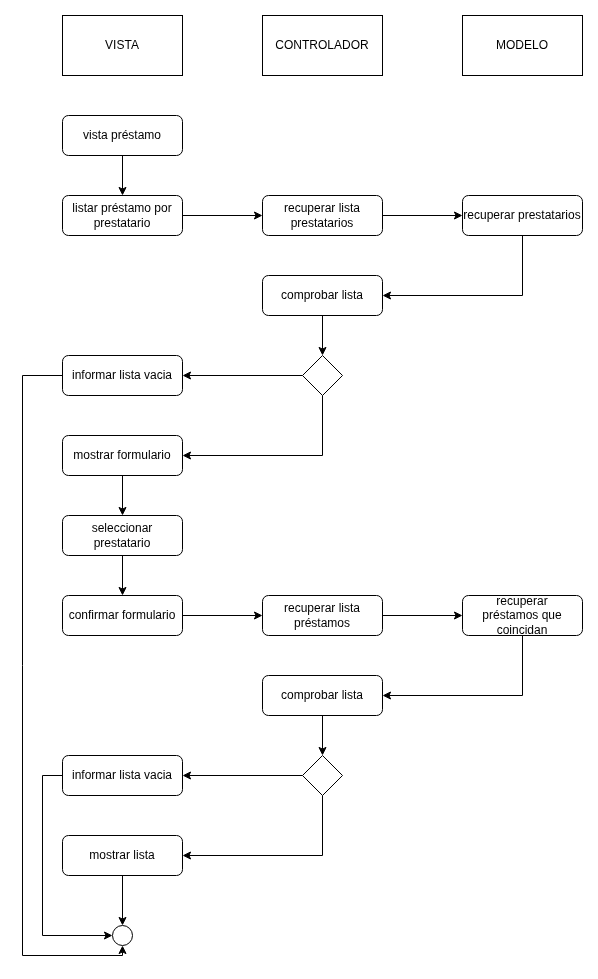 VISTA
CONTROLADOR
MODELO
vista préstamo
listar préstamo por
prestatario
recuperar lista
prestatarios
recuperar prestatarios
comprobar lista
informar lista vacia
mostrar formulario
seleccionar
prestatario
confirmar formulario
recuperar lista
préstamos
recuperar
préstamos que
coincidan
comprobar lista
informar lista vacia
mostrar lista